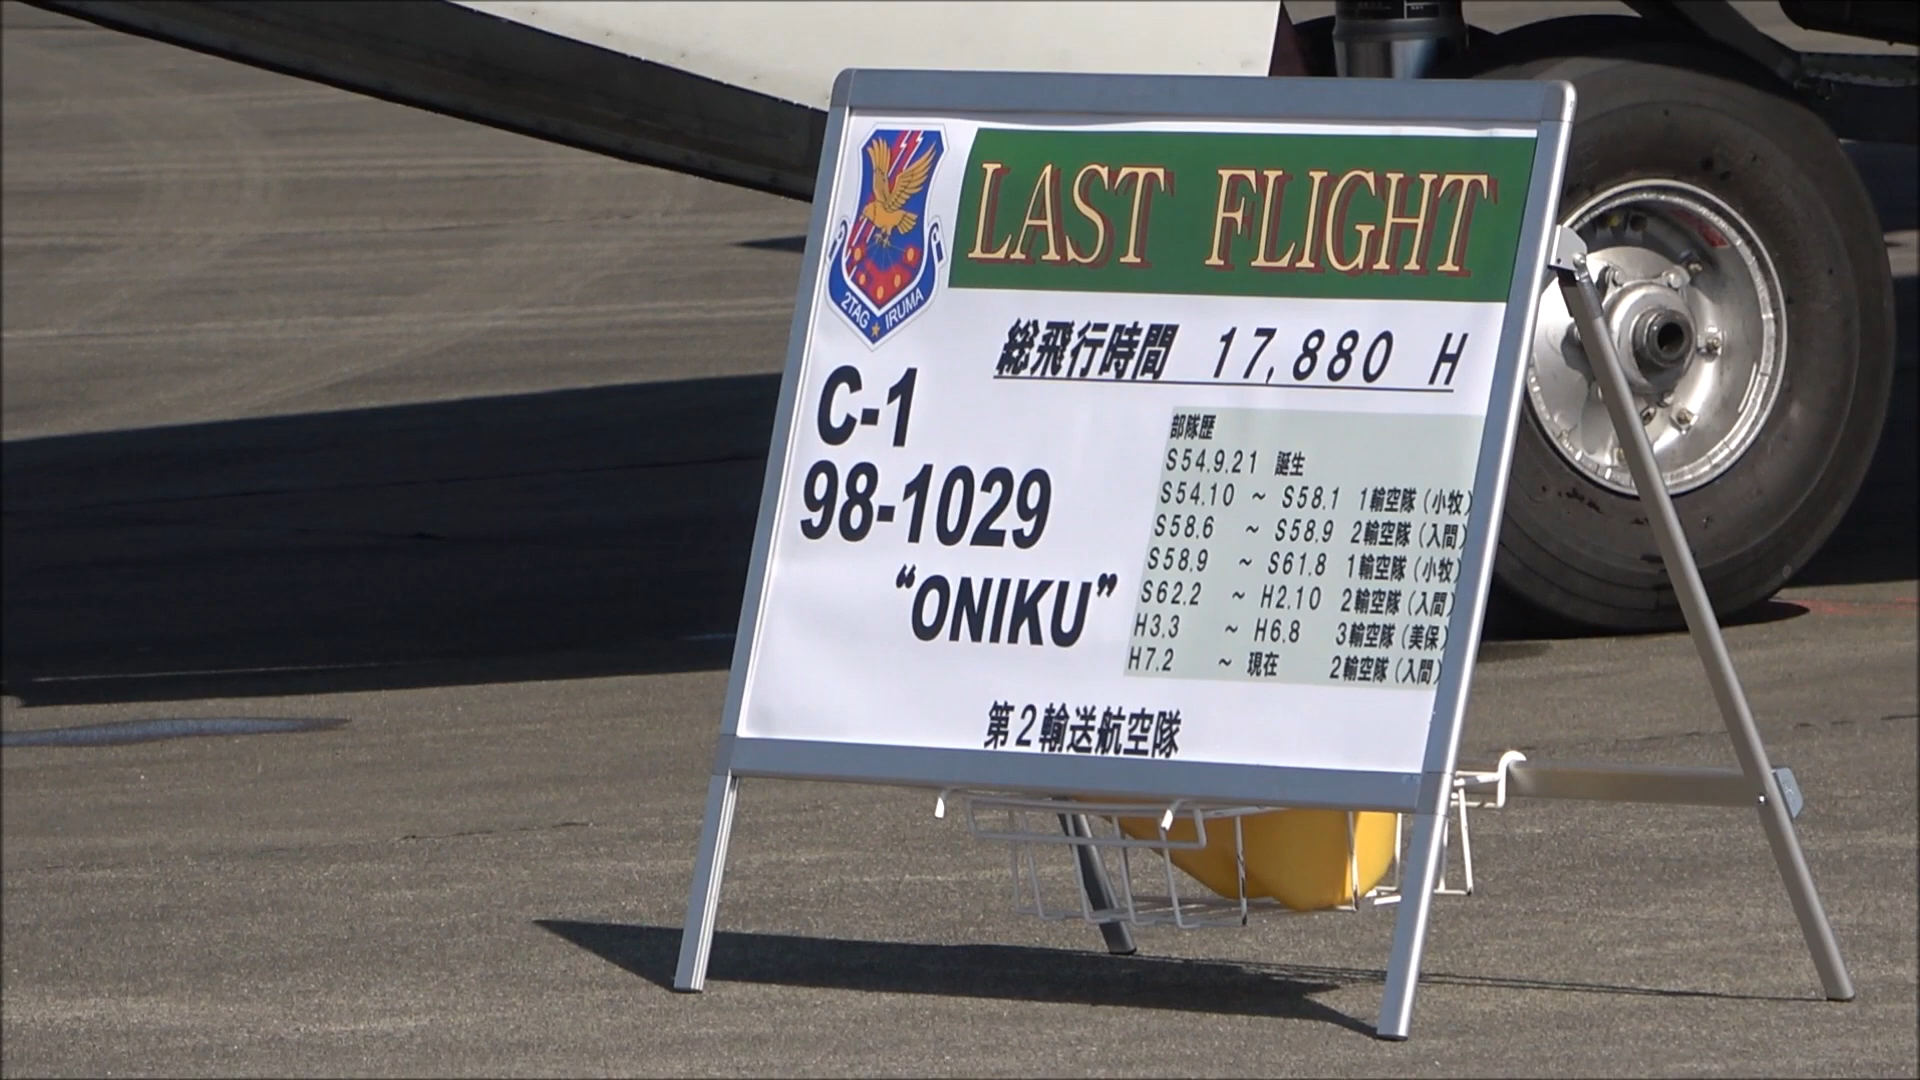 LAST FLIGHT
2TAG ★ IRUMA
総飛行時間 17,880 H
C-1
98-1029
“ONIKU”
部隊歴
S54.9.21 誕生
S54.10 ~ S58.1 1輸空隊（小牧）
S58.6 ~ S58.9 2輸空隊（入間）
S58.9 ~ S61.8 1輸空隊（小牧）
S62.2 ~ H2.10 2輸空隊（入間）
H3.3 ~ H6.8 3輸空隊（美保）
H7.2 ~ 現在 2輸空隊（入間）
第２輸送航空隊